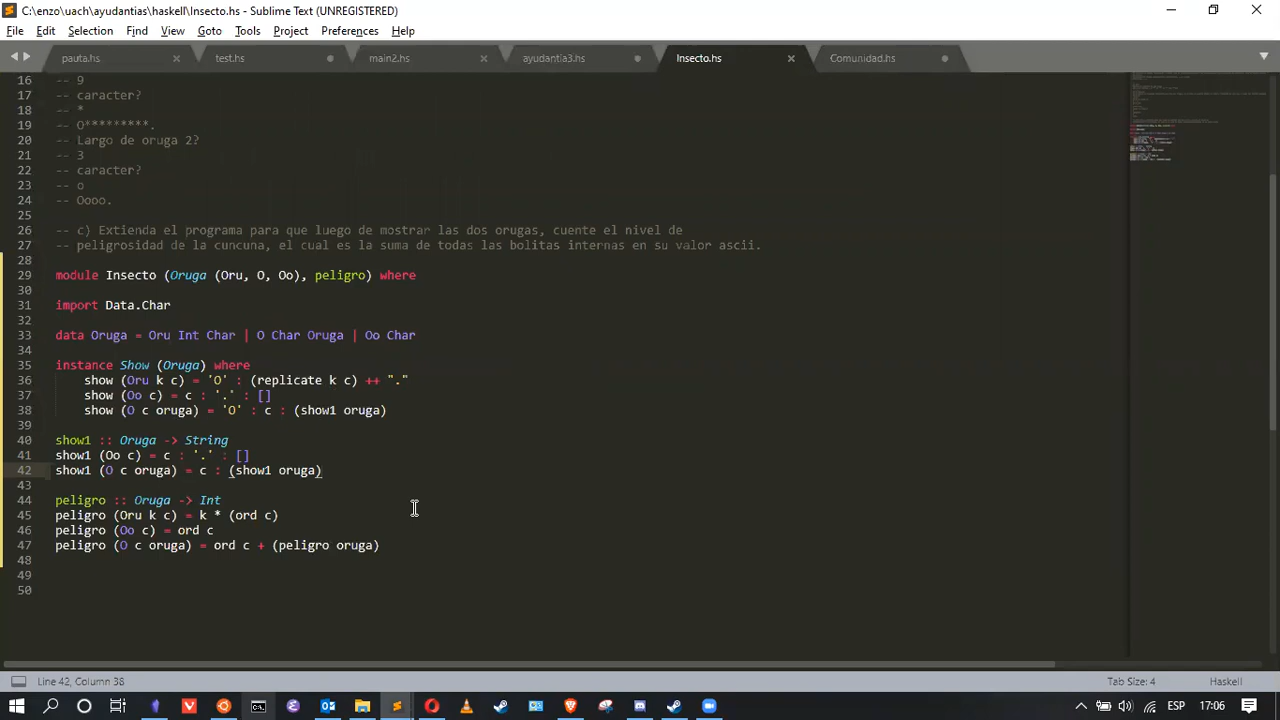 C:\enzo\uach\ayudantias\haskell\Insecto.hs - Sublime Text (UNREGISTERED)
File Edit Selection Find View Goto Tools Project Preferences Help
pauta.hs test.hs main2.hs ayudantia3.hs Insecto.hs Comunidad.hs
16 -- 9
17 -- caracter?
18 -- *
19 -- O*********.
20 -- Largo de oruga 2?
21 -- 3
22 -- caracter?
23 -- o
24 -- Oooo.
25
26 -- c) Extienda el programa para que luego de mostrar las dos orugas, cuente el nivel de
27 -- peligrosidad de la cuncuna, el cual es la suma de todas las bolitas internas en su valor ascii.
28
29 module Insecto (Oruga (Oru, O, Oo), peligro) where
30
31 import Data.Char
32
33 data Oruga = Oru Int Char | O Char Oruga | Oo Char
34
35 instance Show (Oruga) where
36 show (Oru k c) = 'O' : (replicate k c) ++ "."
37 show (Oo c) = c : '.' : []
38 show (O c oruga) = 'O' : c : (show1 oruga)
39
40 show1 :: Oruga -> String
41 show1 (Oo c) = c : '.' : []
42 show1 (O c oruga) = c : (show1 oruga)
43
44 peligro :: Oruga -> Int
45 peligro (Oru k c) = k * (ord c)
46 peligro (Oo c) = ord c
47 peligro (O c oruga) = ord c + (peligro oruga)
48
49
50
Line 42, Column 38 Tab Size: 4 Haskell
ESP 17:06